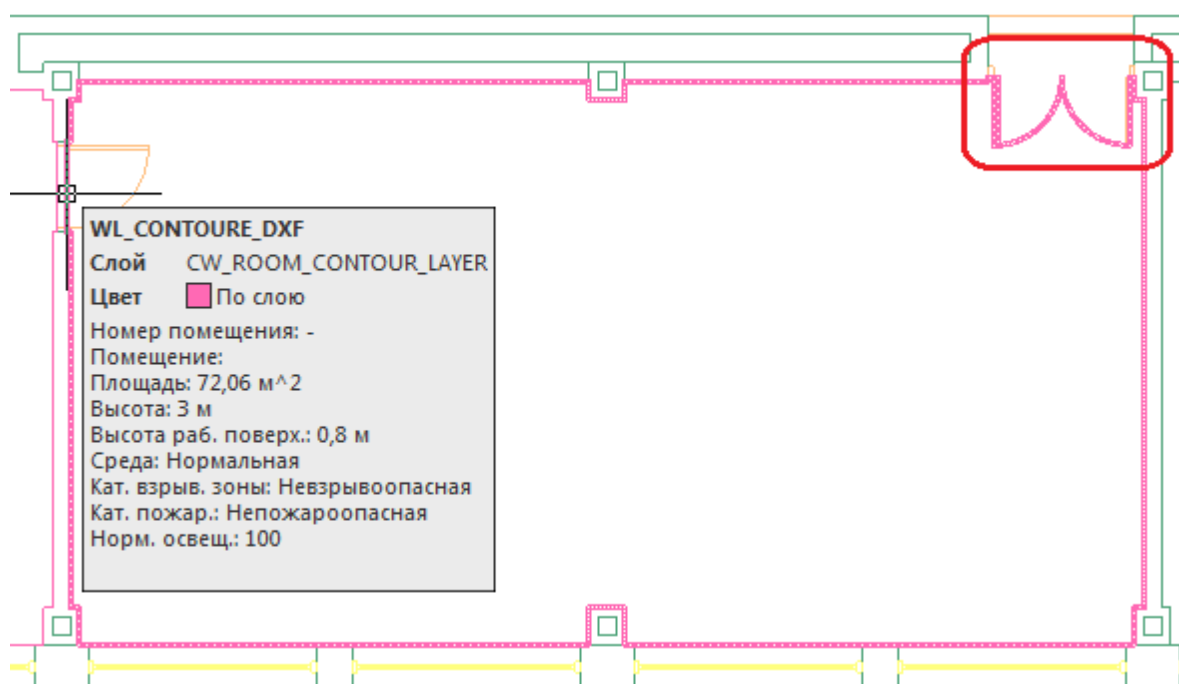 WL_CONTOURE_DXF
Слой CW_ROOM_CONTOUR_LAYER
Цвет По слою
Номер помещения: -
Помещение:
Площадь: 72,06 м^2
Высота: 3 м
Высота раб. поверх.: 0,8 м
Среда: Нормальная
Кат. взрыв. зоны: Невзрывоопасная
Кат. пожар.: Непожароопасная
Норм. освещ.: 100